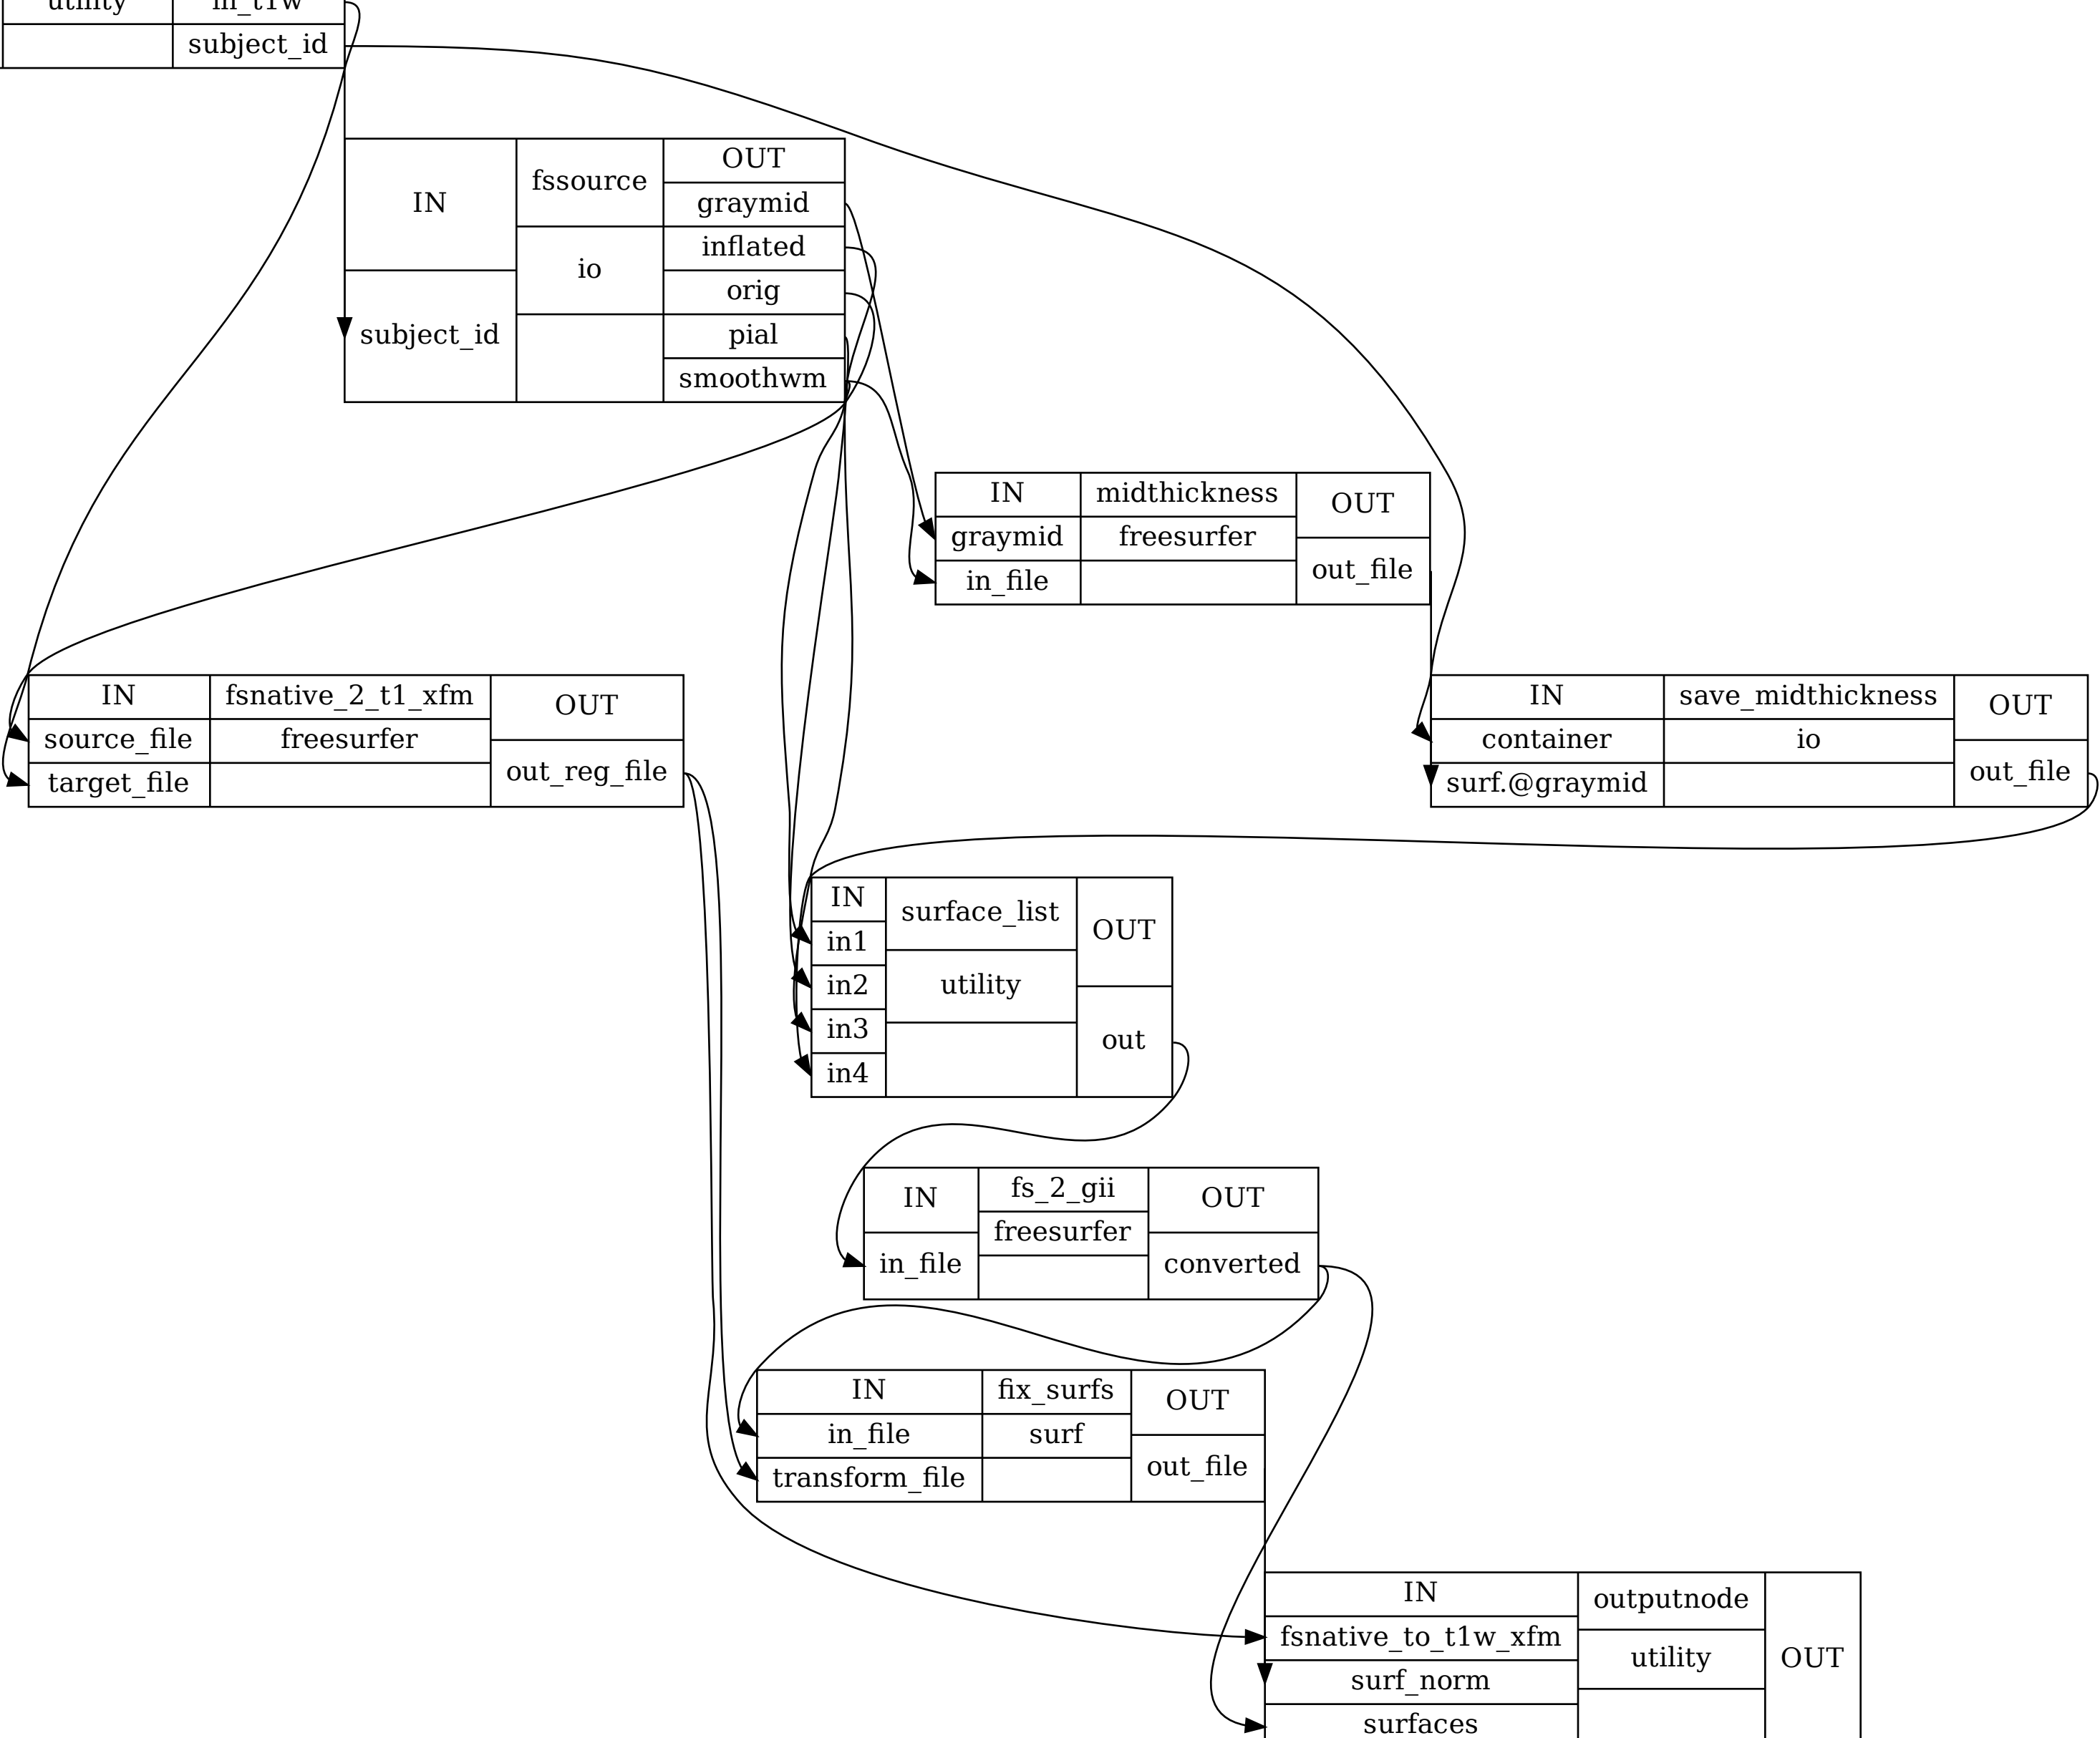 utility in_t1w
subject_id
IN fssource OUT
graymid
inflated
io
orig
subject_id pial
smoothwm
IN midthickness OUT
graymid freesurfer
in_file out_file
IN fsnative_2_t1_xfm OUT
source_file freesurfer
target_file out_reg_file
IN save_midthickness OUT
container io
surf.@graymid out_file
IN surface_list OUT
in1
in2 utility
in3 out
in4
IN fs_2_gii OUT
freesurfer
in_file converted
IN fix_surfs OUT
in_file surf
transform_file out_file
IN outputnode OUT
fsnative_to_t1w_xfm
surf_norm utility
surfaces